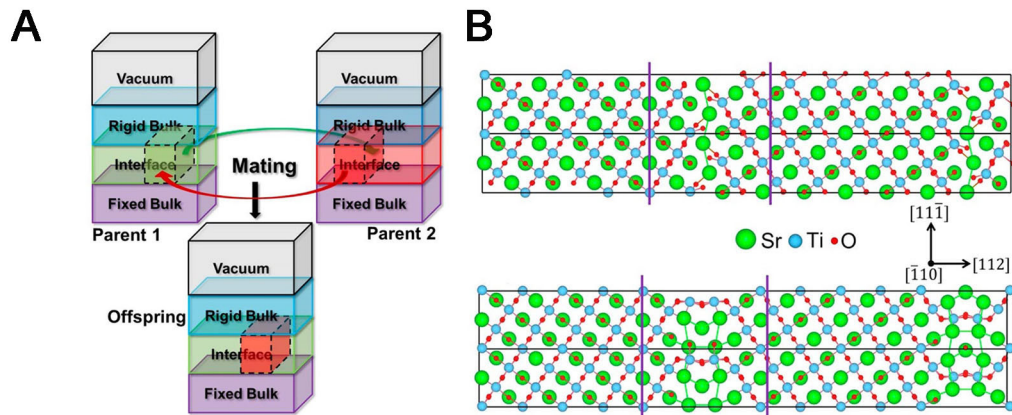 A
B
Vacuum
Rigid Bulk
Interface
Fixed Bulk
Parent 1
Vacuum
Rigid Bulk
Interface
Fixed Bulk
Parent 2
Mating
Offspring
Vacuum
Rigid Bulk
Interface
Fixed Bulk
Sr Ti O
[111̄]
[1̄10]
[112]